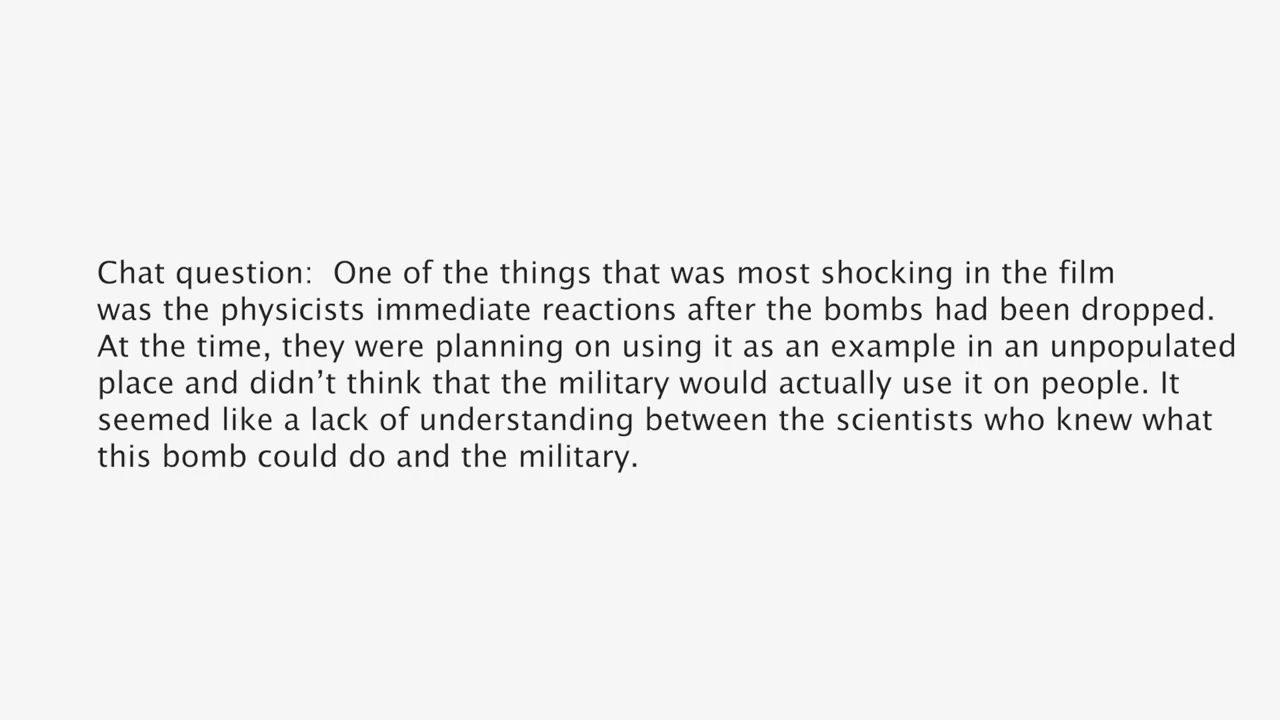 Chat question:  One of the things that was most shocking in the film
was the physicists immediate reactions after the bombs had been dropped.
At the time, they were planning on using it as an example in an unpopulated
place and didn’t think that the military would actually use it on people. It
seemed like a lack of understanding between the scientists who knew what
this bomb could do and the military.